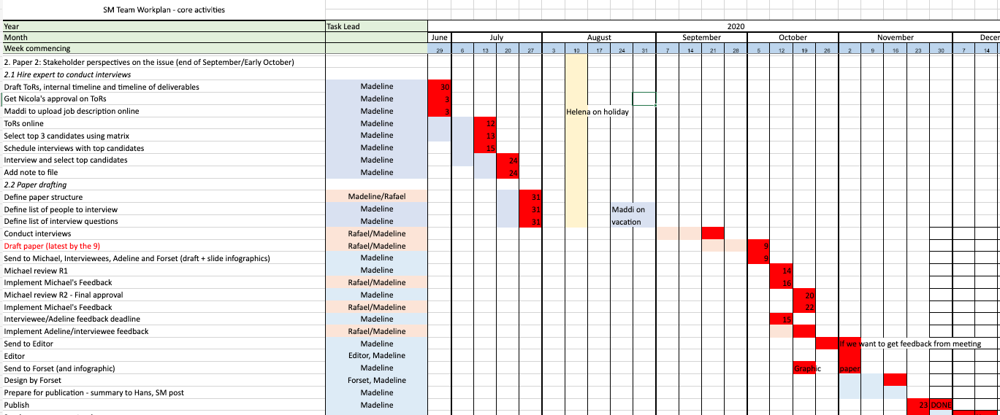 SM Team Workplan - core activities
Year Task Lead 2020
Month June July August September October November Decer
Week commencing 29 6 13 20 27 3 10 17 24 31 7 14 21 28 5 12 19 26 2 9 16 23 30 7 14
2. Paper 2: Stakeholder perspectives on the issue (end of September/Early October)
2.1 Hire expert to conduct interviews
Draft ToRs, internal timeline and timeline of deliverables Madeline 30
Get Nicola's approval on ToRs Madeline 3
Maddi to upload job description online Madeline 3 Helena on holiday
ToRs online Madeline 12
Select top 3 candidates using matrix Madeline 13
Schedule interviews with top candidates Madeline 15
Interview and select top candidates Madeline 24
Add note to file Madeline 24
2.2 Paper drafting
Define paper structure Madeline/Rafael 31
Define list of people to interview Madeline 31 Maddi on
Define list of interview questions Madeline 31 vacation
Conduct interviews Rafael/Madeline
Draft paper (latest by the 9) Rafael/Madeline 9
Send to Michael, Interviewees, Adeline and Forset (draft + slide infographics) Madeline 9
Michael review R1 Madeline 14
Implement Michael's Feedback Rafael/Madeline 16
Michael review R2 - Final approval Madeline 20
Implement Michael's Feedback Rafael/Madeline 22
Interviewee/Adeline feedback deadline Madeline 15
Implement Adeline/interviewee feedback Rafael/Madeline
Send to Editor Madeline If we want to get feedback from meeting
Editor Editor, Madeline
Send to Forset (and infographic) Madeline Graphic paper
Design by Forset Forset, Madeline
Prepare for publication - summary to Hans, SM post Madeline
Publish Madeline 23 DONE